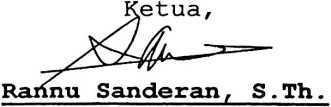 Ketua,
Rannu Sanderan, S.Th.